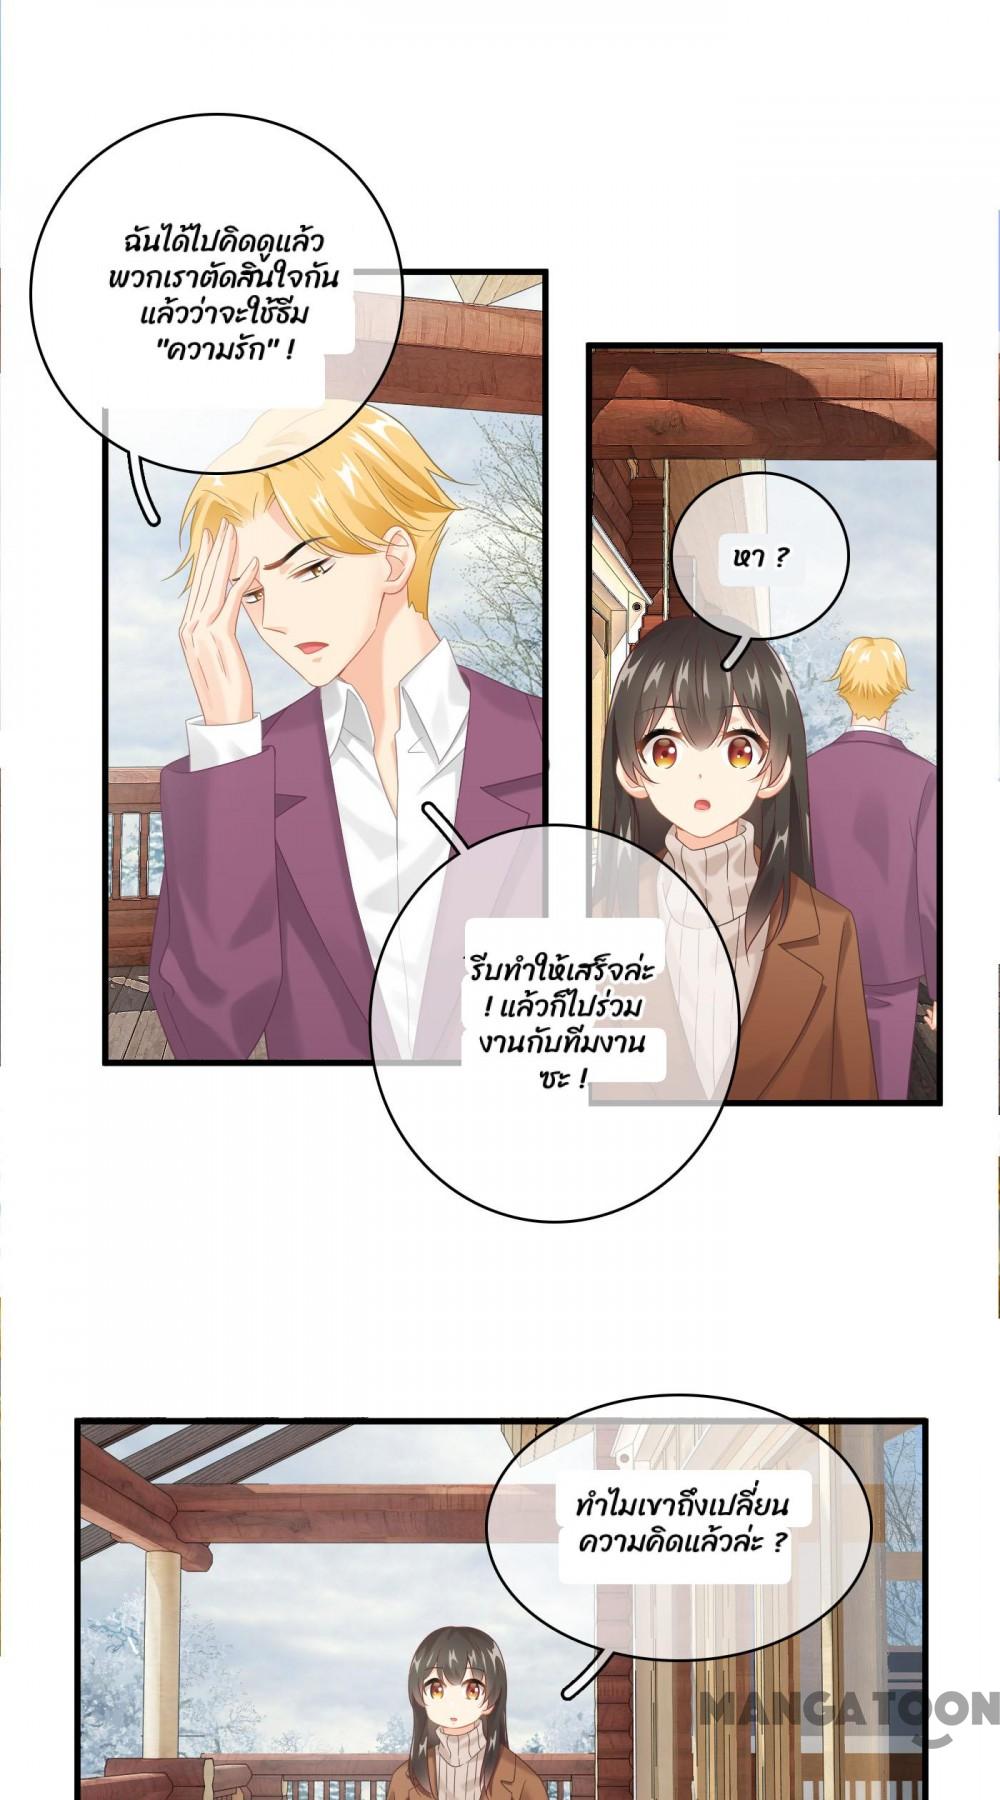 ฉันได้ไปคิดดูแล้ว
พวกเราตัดสินใจกัน
แล้วว่าจะใช้ธีม
"ความรัก" !
หา ?
รีบทำให้เสร็จล่ะ
! แล้วก็ไปร่วม
งานกับทีมงาน
ซะ !
ทำไมเขาถึงเปลี่ยน
ความคิดแล้วล่ะ ?
MANGATOON